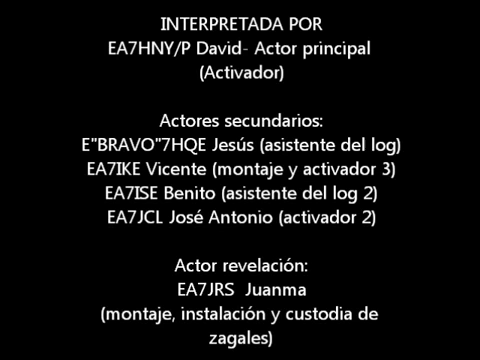 INTERPRETADA POR
EA7HNY/P David- Actor principal
(Activador)
Actores secundarios:
E"BRAVO"7HQE Jesús (asistente del log)
EA7IKE Vicente (montaje y activador 3)
EA7ISE Benito (asistente del log 2)
EA7JCL José Antonio (activador 2)
Actor revelación:
EA7JRS  Juanma
(montaje, instalación y custodia de
zagales)